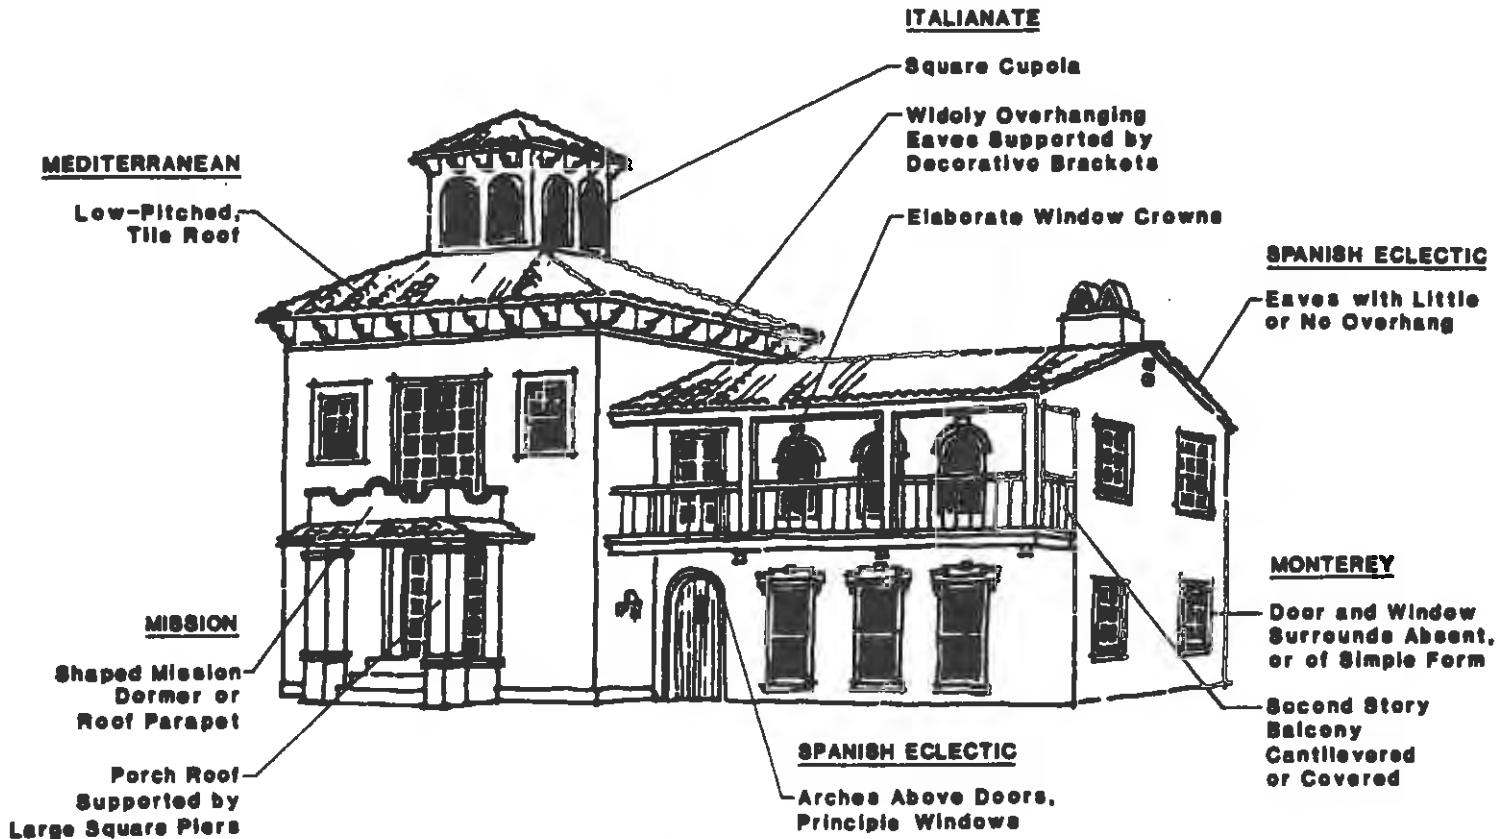 ITALIANATE
Square Cupola
Widoly Overhanging
Eaves Supported by
Decorative Brackets
Elaborate Window Crowns
MEDITERRANEAN
Low-Pitched,
Tile Roof
SPANISH ECLECTIC
Eaves with Little
or No Overhang
MONTEREY
Door and Window
Surrounds Absent,
or of Simple Form
Second Story
Balcony
Cantilevered
or Covered
MISSION
Shaped Mission
Dormer or
Roof Parapet
Porch Roof
Supported by
Large Square Piers
SPANISH ECLECTIC
Arches Above Doors,
Principle Windows